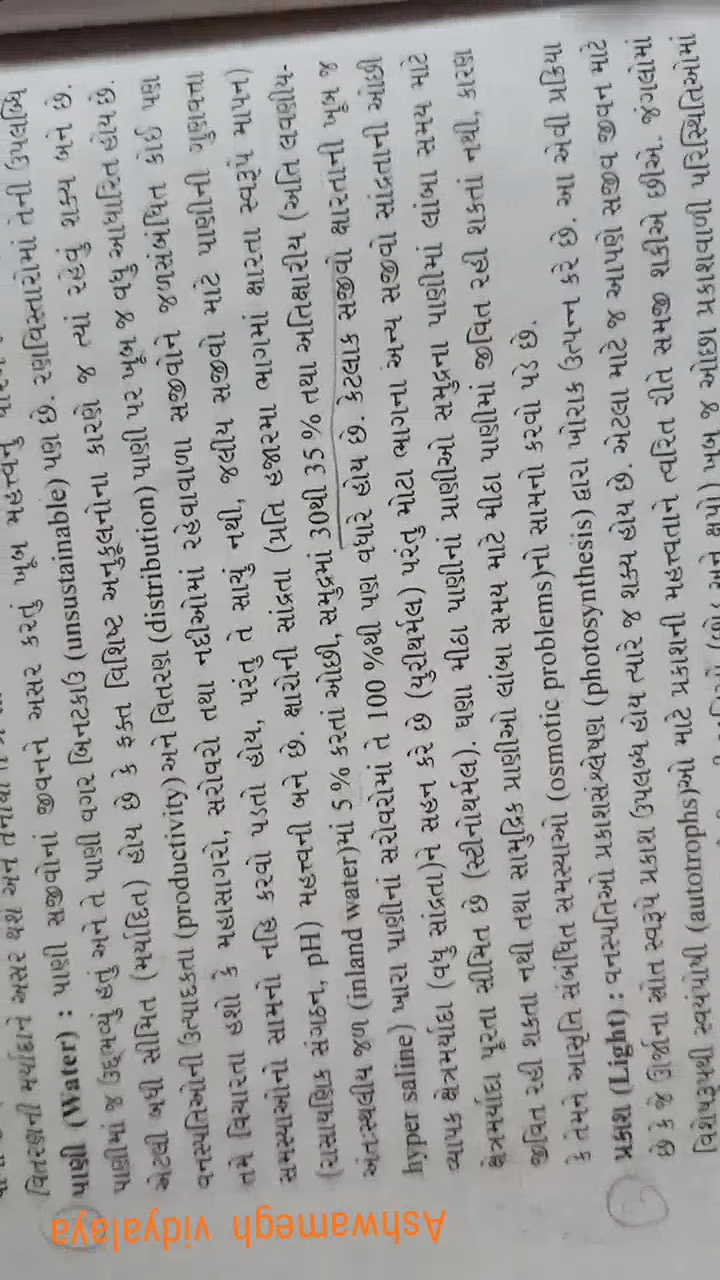 વિતરણની મર્યાદાને અસર થશે અને
પાણી (Water) : પાણી સજીવોનાં જીવનને અસર કરતું ખૂબ મહત્ત્વનું
પાણીમાં જ ઉદ્દભવ્યું હતું અને તે પાણી વગર બિનટકાઉ (unsustainable) પણ છે. રણવિસ્તારોમાં તેની ઉપલબ્ધિ
એટલી બધી સીમિત (મર્યાદિત) હોય છે કે ફક્ત વિશિષ્ટ અનુકૂલનોના કારણે જ ત્યાં રહેવું શક્ય બને છે.
વનસ્પતિઓની ઉત્પાદકતા (productivity) અને વિતરણ (distribution) પાણી પર ખૂબ જ વધુ આધારિત હોય છે.
તમે વિચારતા હશો કે મહાસાગરો, સરોવરો તથા નદીઓમાં રહેવાવાળા સજીવોને જળસંબંધિત કોઈ પણ
સમસ્યાઓનો સામનો નહિ કરવો પડતો હોય, પરંતુ તે સાચું નથી, જલીય સજીવો માટે પાણીની ગુણવત્તા
(રાસાયણિક સંગઠન, pH) મહત્ત્વની બને છે. ક્ષારોની સાંદ્રતા (પ્રતિ હજારમા ભાગમાં ક્ષારતા સ્વરૂપે માપન)
અંતઃસ્થલીય જળ (inland water)માં 5 % કરતાં ઓછી, સમુદ્રમાં 30થી 35 % તથા અતિક્ષારીય (અતિ લવણીય-
hyper saline) ખારા પાણીનાં સરોવરોમાં તે 100 %થી પણ વધારે હોય છે. કેટલાક સજીવો ક્ષારતાની ખૂબ જ
વ્યાપક ક્ષેત્રમર્યાદા (વધુ સાંદ્રતા)ને સહન કરે છે (યુરીથર્મલ) પરંતુ મોટા ભાગના અન્ય સજીવો સાંદ્રતાની ઓછી
ક્ષેત્રમર્યાદા પૂરતા સીમિત છે (સ્ટીનોથર્મલ). ઘણા મીઠા પાણીનાં પ્રાણીઓ સમુદ્રના પાણીમાં લાંબા સમય માટે
જીવિત રહી શકતા નથી તથા સામુદ્રિક પ્રાણીઓ લાંબા સમય માટે મીઠા પાણીમાં જીવિત રહી શકતાં નથી, કારણ
કે તેમને આસૃતિ સંબંધિત સમસ્યાઓ (osmotic problems)નો સામનો કરવો પડે છે.
પ્રકાશ (Light) : વનસ્પતિઓ પ્રકાશસંશ્લેષણ (photosynthesis) દ્વારા ખોરાક ઉત્પન્ન કરે છે. આ એવી પ્રક્રિયા
છે કે જે ઊર્જાના સ્રોત સ્વરૂપે પ્રકાશ ઉપલબ્ધ હોય ત્યારે જ શક્ય હોય છે. એટલા માટે જ આપણે સજીવ જીવન માટે
વિશેષરૂપથી સ્વયંપોષી (autotrophs)ઓ માટે પ્રકાશની મહત્ત્વતાને ત્વરિત રીતે સમજી શકીએ છીએ. જંગલોમાં
ખૂબ જ ઓછા પ્રકાશવાળી પરિસ્થિતિઓમાં
Ashwamegh vidyalaya